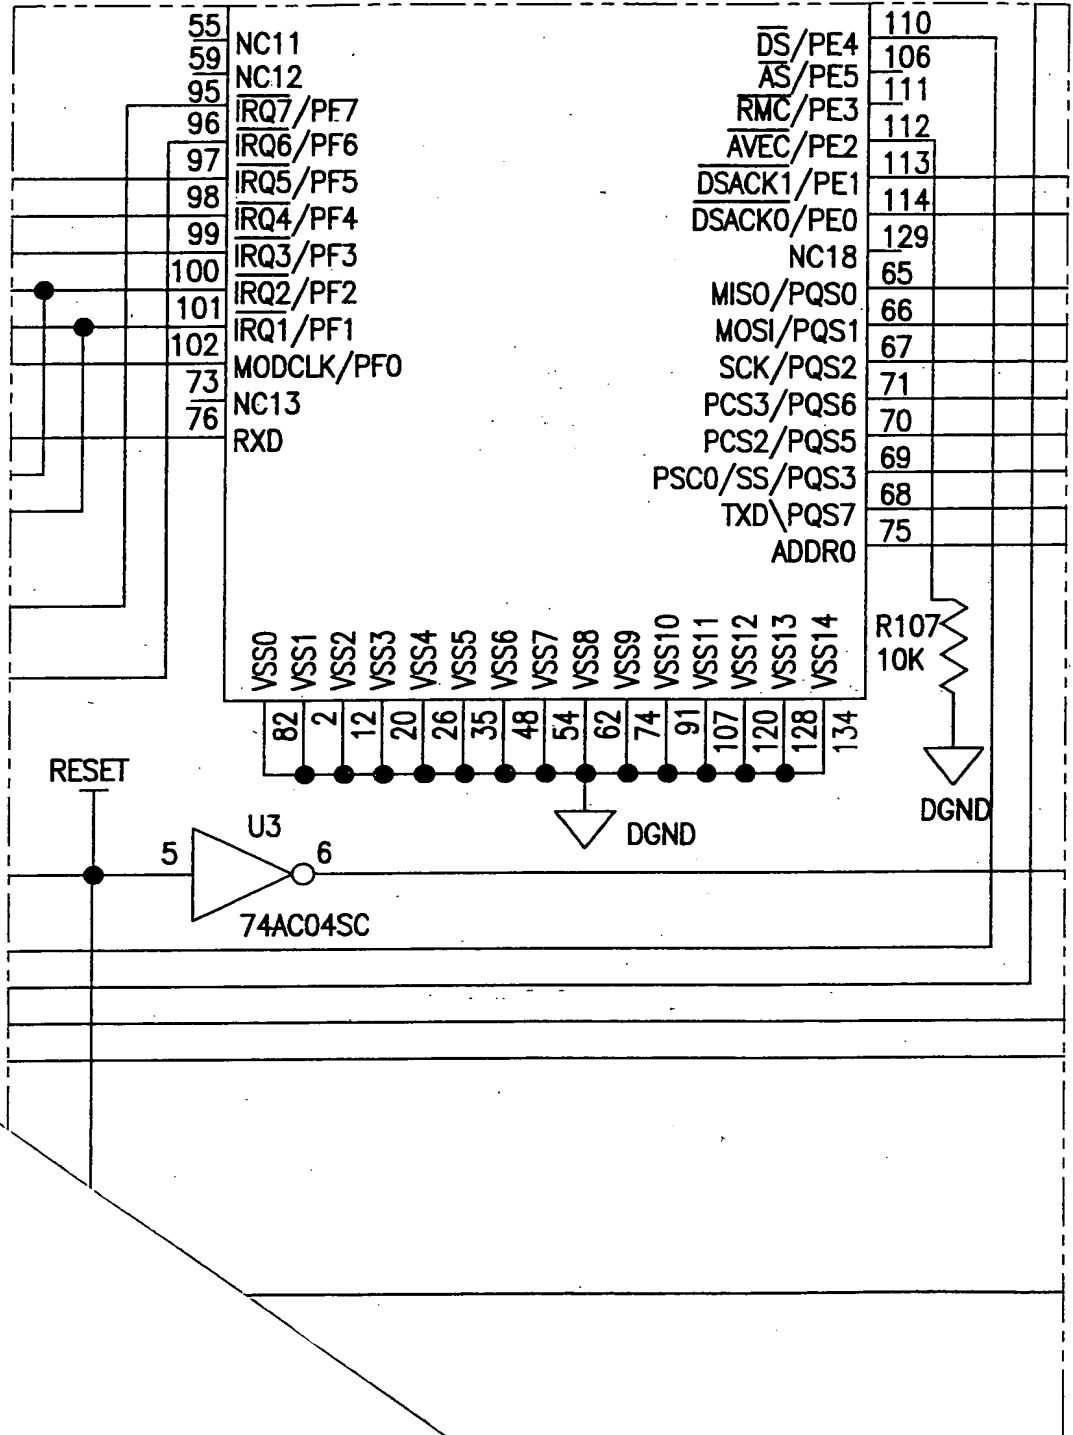 55
NC11
59
NC12
95
IRQ7/PF7
96
IRQ6/PF6
97
IRQ5/PF5
98
IRQ4/PF4
99
IRQ3/PF3
100
IRQ2/PF2
101
IRQ1/PF1
102
MODCLK/PF0
73
NC13
76
RXD
110
DS/PE4
106
AS/PE5
111
RMC/PE3
112
AVEC/PE2
113
DSACK1/PE1
114
DSACK0/PE0
129
NC18
65
MISO/PQS0
66
MOSI/PQS1
67
SCK/PQS2
71
PCS3/PQS6
70
PCS2/PQS5
69
PSC0/SS/PQS3
68
TXD\PQS7
75
ADDR0
VSS0
VSS1
VSS2
VSS3
VSS4
VSS5
VSS6
VSS7
VSS8
VSS9
VSS10
VSS11
VSS12
VSS13
VSS14
82
2
12
20
26
35
48
54
62
74
91
107
120
128
134
R107
10K
DGND
DGND
RESET
U3
5
6
74AC04SC